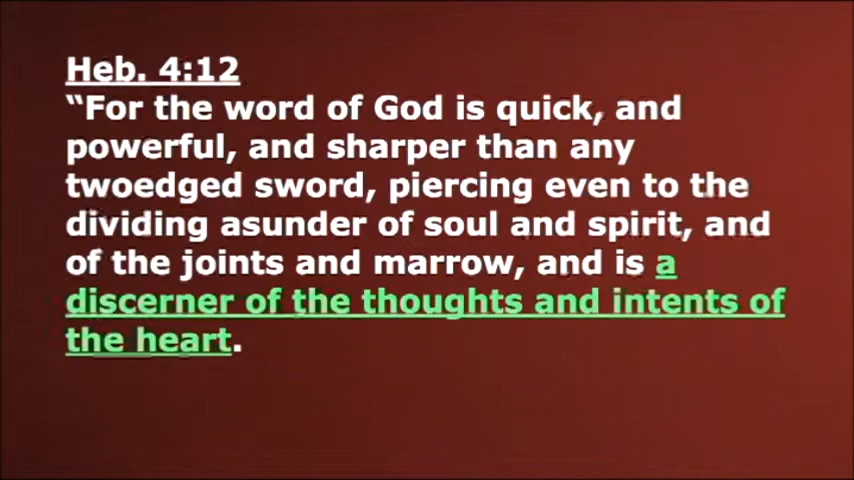 Heb. 4:12
“For the word of God is quick, and
powerful, and sharper than any
twoedged sword, piercing even to the
dividing asunder of soul and spirit, and
of the joints and marrow, and is a
discerner of the thoughts and intents of
the heart.